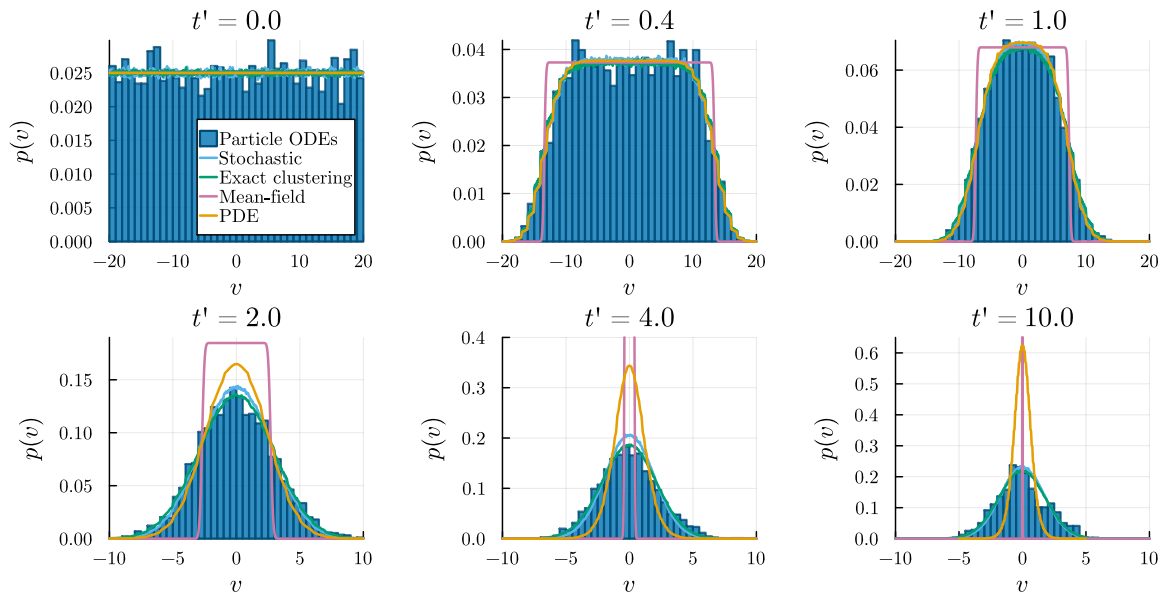 t' = 0.0
p(v)
0.025
0.020
0.015
0.010
0.005
0.000
Particle ODEs
Stochastic
Exact clustering
Mean-field
PDE
−20 −10 0 10 20
v
t' = 0.4
p(v)
0.04
0.03
0.02
0.01
0.00
−20 −10 0 10 20
v
t' = 1.0
p(v)
0.06
0.04
0.02
0.00
−20 −10 0 10 20
v
t' = 2.0
p(v)
0.15
0.10
0.05
0.00
−10 −5 0 5 10
v
t' = 4.0
p(v)
0.4
0.3
0.2
0.1
0.0
−10 −5 0 5 10
v
t' = 10.0
p(v)
0.6
0.5
0.4
0.3
0.2
0.1
0.0
−10 −5 0 5 10
v